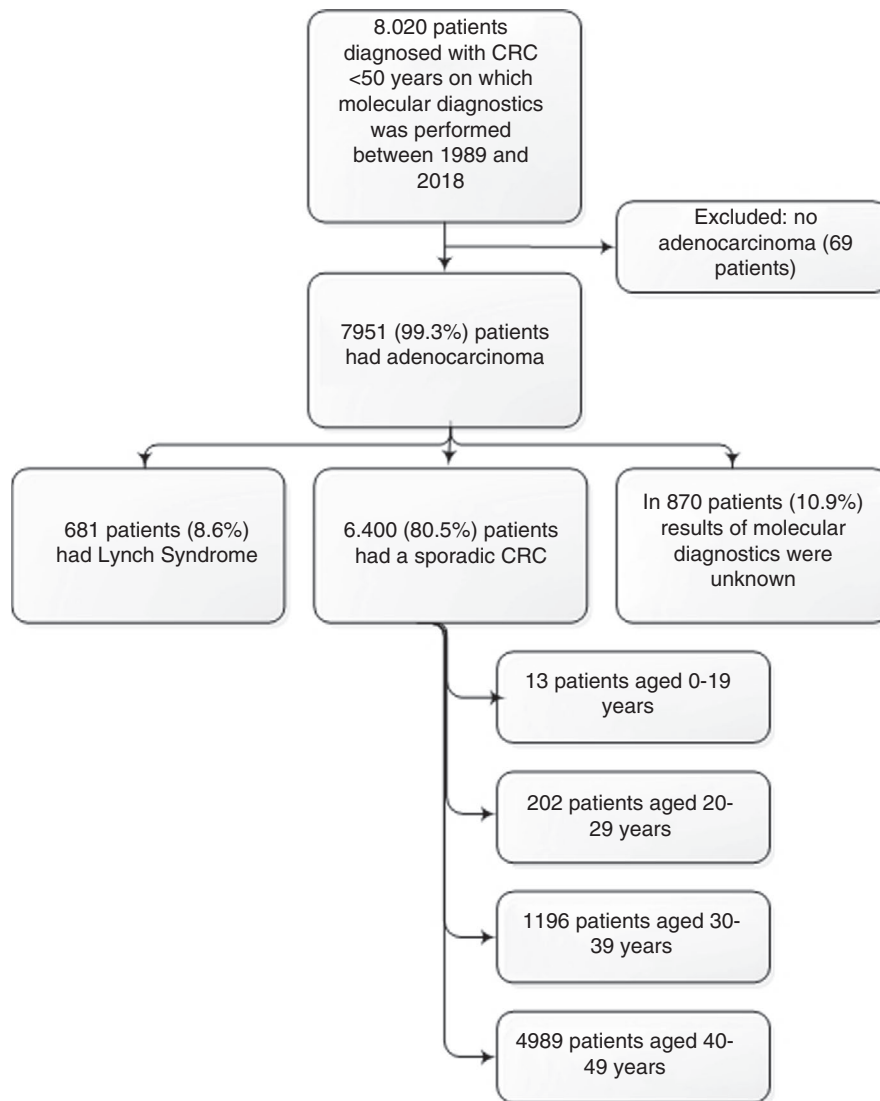 8.020 patients
diagnosed with CRC
<50 years on which
molecular diagnostics
was performed
between 1989 and
2018
Excluded: no
adenocarcinoma (69
patients)
7951 (99.3%) patients
had adenocarcinoma
681 patients (8.6%)
had Lynch Syndrome
6.400 (80.5%) patients
had a sporadic CRC
In 870 patients (10.9%)
results of molecular
diagnostics were
unknown
13 patients aged 0-19
years
202 patients aged 20-
29 years
1196 patients aged 30-
39 years
4989 patients aged 40-
49 years